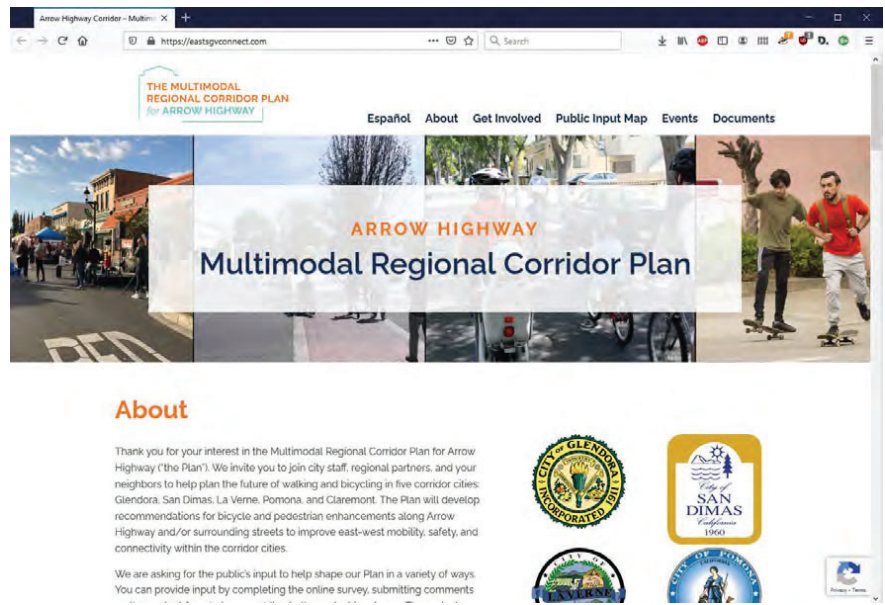 Arrow Highway Corridor – Multimo
https://eastsgvconnect.com
Search
THE MULTIMODAL
REGIONAL CORRIDOR PLAN
for ARROW HIGHWAY
Español About Get Involved Public Input Map Events Documents
ARROW HIGHWAY
Multimodal Regional Corridor Plan
About
Thank you for your interest in the Multimodal Regional Corridor Plan for Arrow
Highway ("the Plan"). We invite you to join city staff, regional partners, and your
neighbors to help plan the future of walking and bicycling in five corridor cities:
Glendora, San Dimas, La Verne, Pomona, and Claremont. The Plan will develop
recommendations for bicycle and pedestrian enhancements along Arrow
Highway and/or surrounding streets to improve east-west mobility, safety, and
connectivity within the corridor cities.
We are asking for the public's input to help shape our Plan in a variety of ways.
You can provide input by completing the online survey, submitting comments
CITY OF GLENDORA
INCORPORATED 1911
City of
SAN
DIMAS
California
1960
CITY OF
LA VERNE
CITY OF POMONA
CALIFORNIA
Privacy - Terms